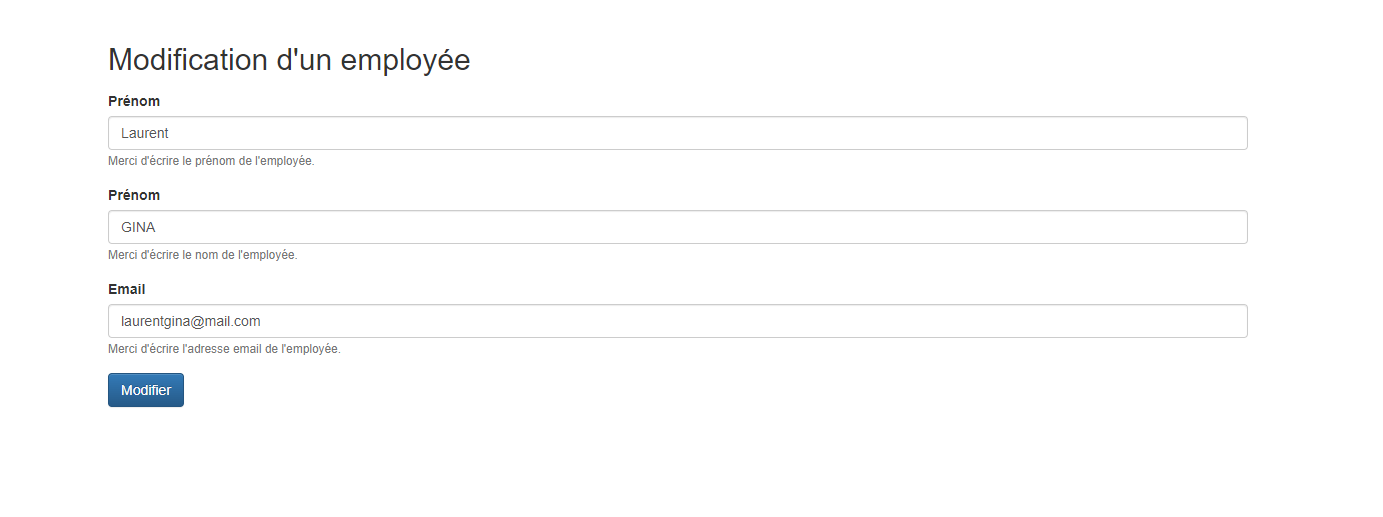 Modification d'un employée
Prénom
Laurent
Merci d'écrire le prénom de l'employée.
Prénom
GINA
Merci d'écrire le nom de l'employée.
Email
laurentgina@mail.com
Merci d'écrire l'adresse email de l'employée.
Modifier